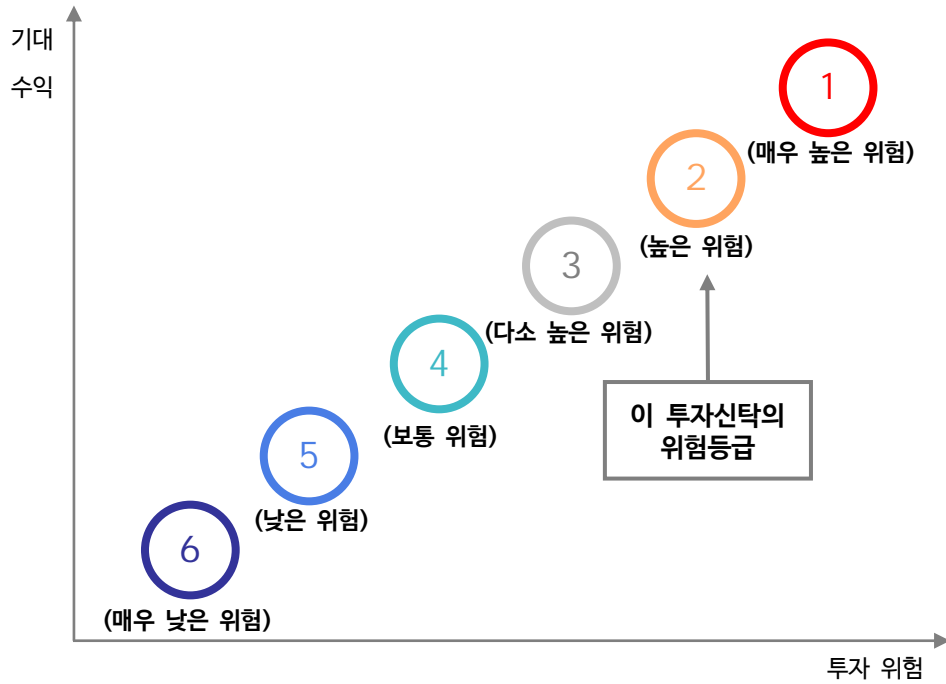 기대
수익
1
(매우 높은 위험)
2
(높은 위험)
3
(다소 높은 위험)
4
(보통 위험)
이 투자신탁의
위험등급
5
(낮은 위험)
6
(매우 낮은 위험)
투자 위험